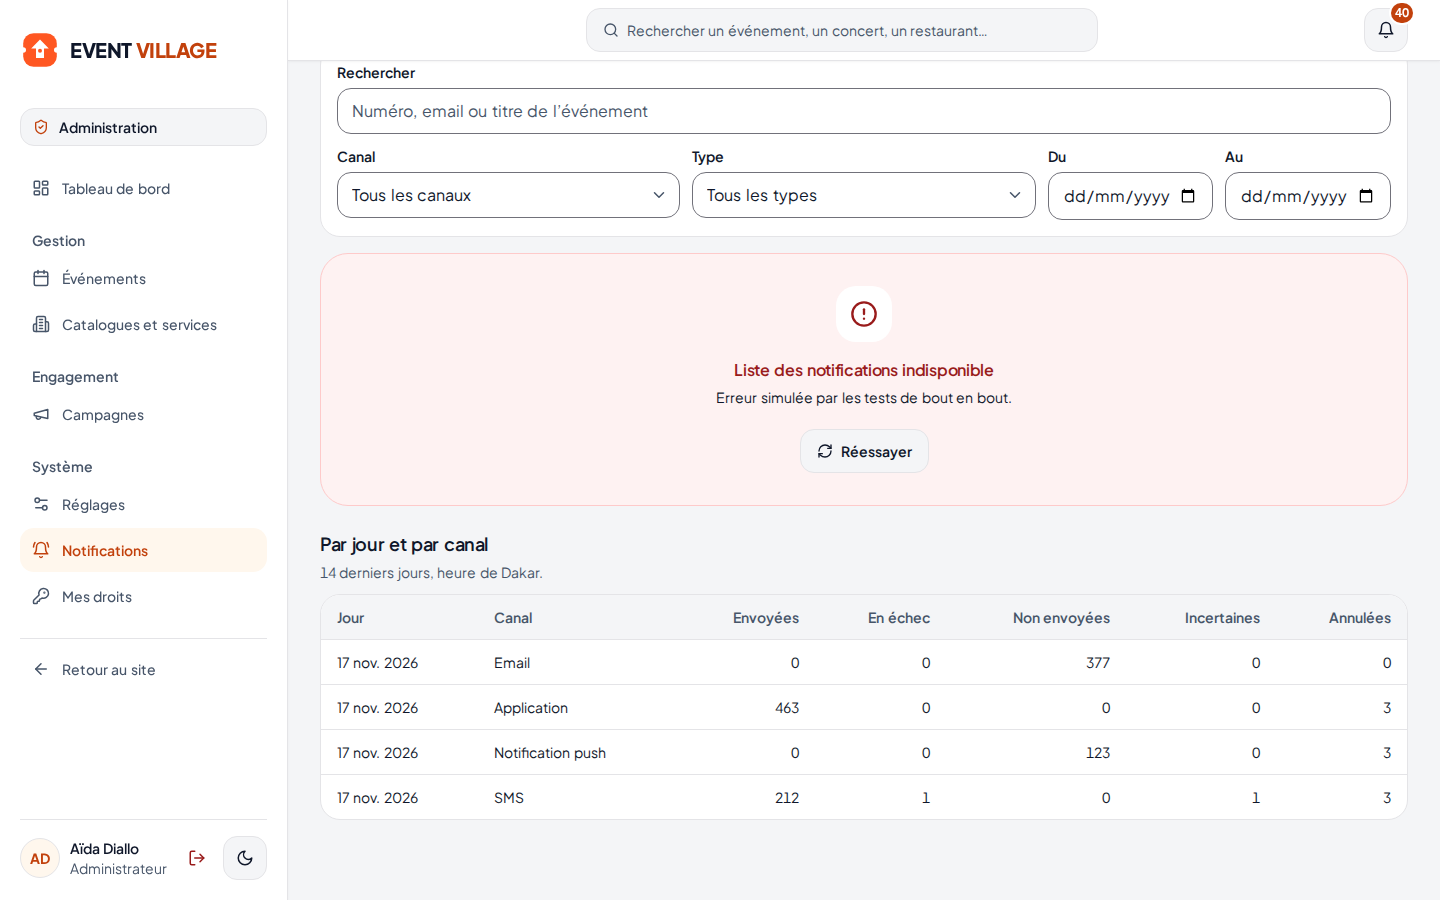 EVENT VILLAGE
Rechercher un événement, un concert, un restaurant...
40
Administration
Tableau de bord
Gestion
Événements
Catalogues et services
Engagement
Campagnes
Système
Réglages
Notifications
Mes droits
Retour au site
AD
Aïda Diallo
Administrateur
Rechercher
Numéro, email ou titre de l’événement
Canal Type Du Au
Tous les canaux Tous les types dd/mm/yyyy dd/mm/yyyy
Liste des notifications indisponible
Erreur simulée par les tests de bout en bout.
Réessayer
Par jour et par canal
14 derniers jours, heure de Dakar.
Jour Canal Envoyées En échec Non envoyées Incertaines Annulées
17 nov. 2026 Email 0 0 377 0 0
17 nov. 2026 Application 463 0 0 0 3
17 nov. 2026 Notification push 0 0 123 0 3
17 nov. 2026 SMS 212 1 0 1 3